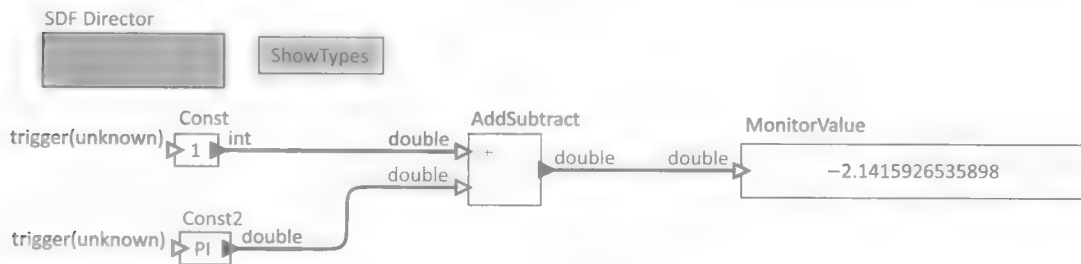 SDF Director
ShowTypes
Const
AddSubtract
MonitorValue
trigger(unknown)
1
int
double
double
double
double
−2.1415926535898
Const2
trigger(unknown)
PI
double